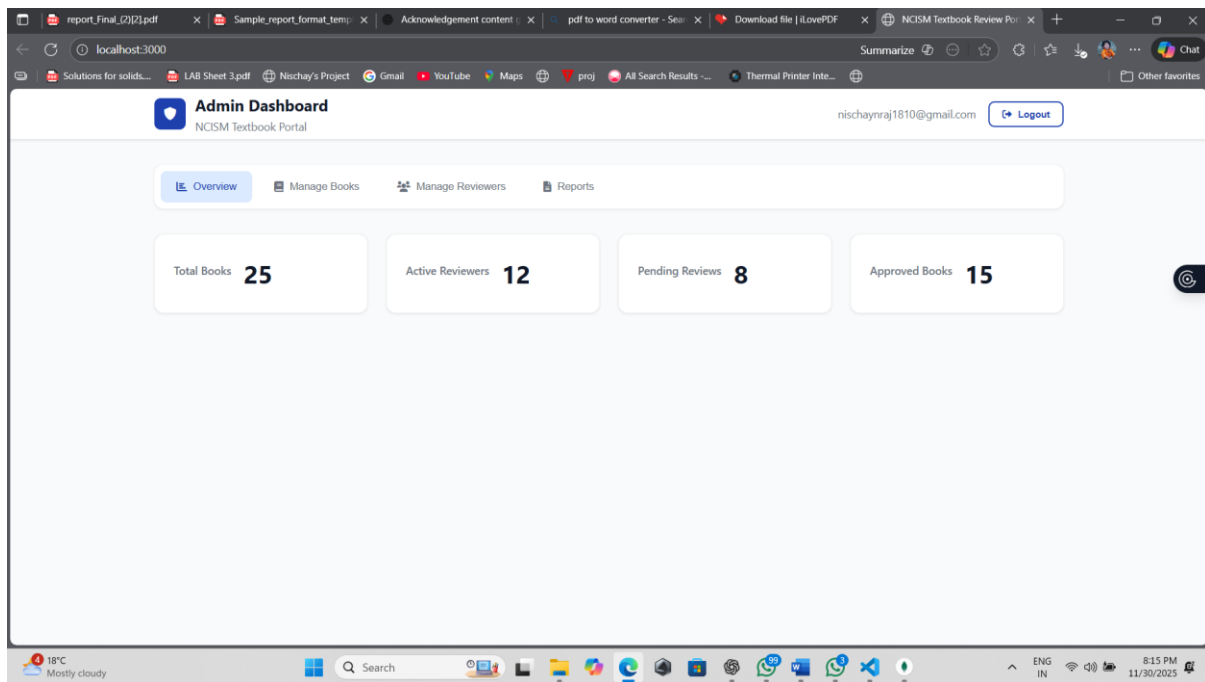 report_Final_(2)[2].pdf
Sample_report_format_temp
Acknowledgement content
pdf to word converter - Sear
Download file | iLovePDF
NCISM Textbook Review Por
localhost:3000
Summarize
Chat
Solutions for solids....
LAB Sheet 3.pdf
Nischay's Project
Gmail
YouTube
Maps
proj
All Search Results -...
Thermal Printer Inte...
Other favorites
Admin Dashboard
NCISM Textbook Portal
nischaynraj1810@gmail.com
Logout
Overview
Manage Books
Manage Reviewers
Reports
Total Books 25
Active Reviewers 12
Pending Reviews 8
Approved Books 15
4
18°C
Mostly cloudy
Search
99
3
ENG
IN
8:15 PM
11/30/2025